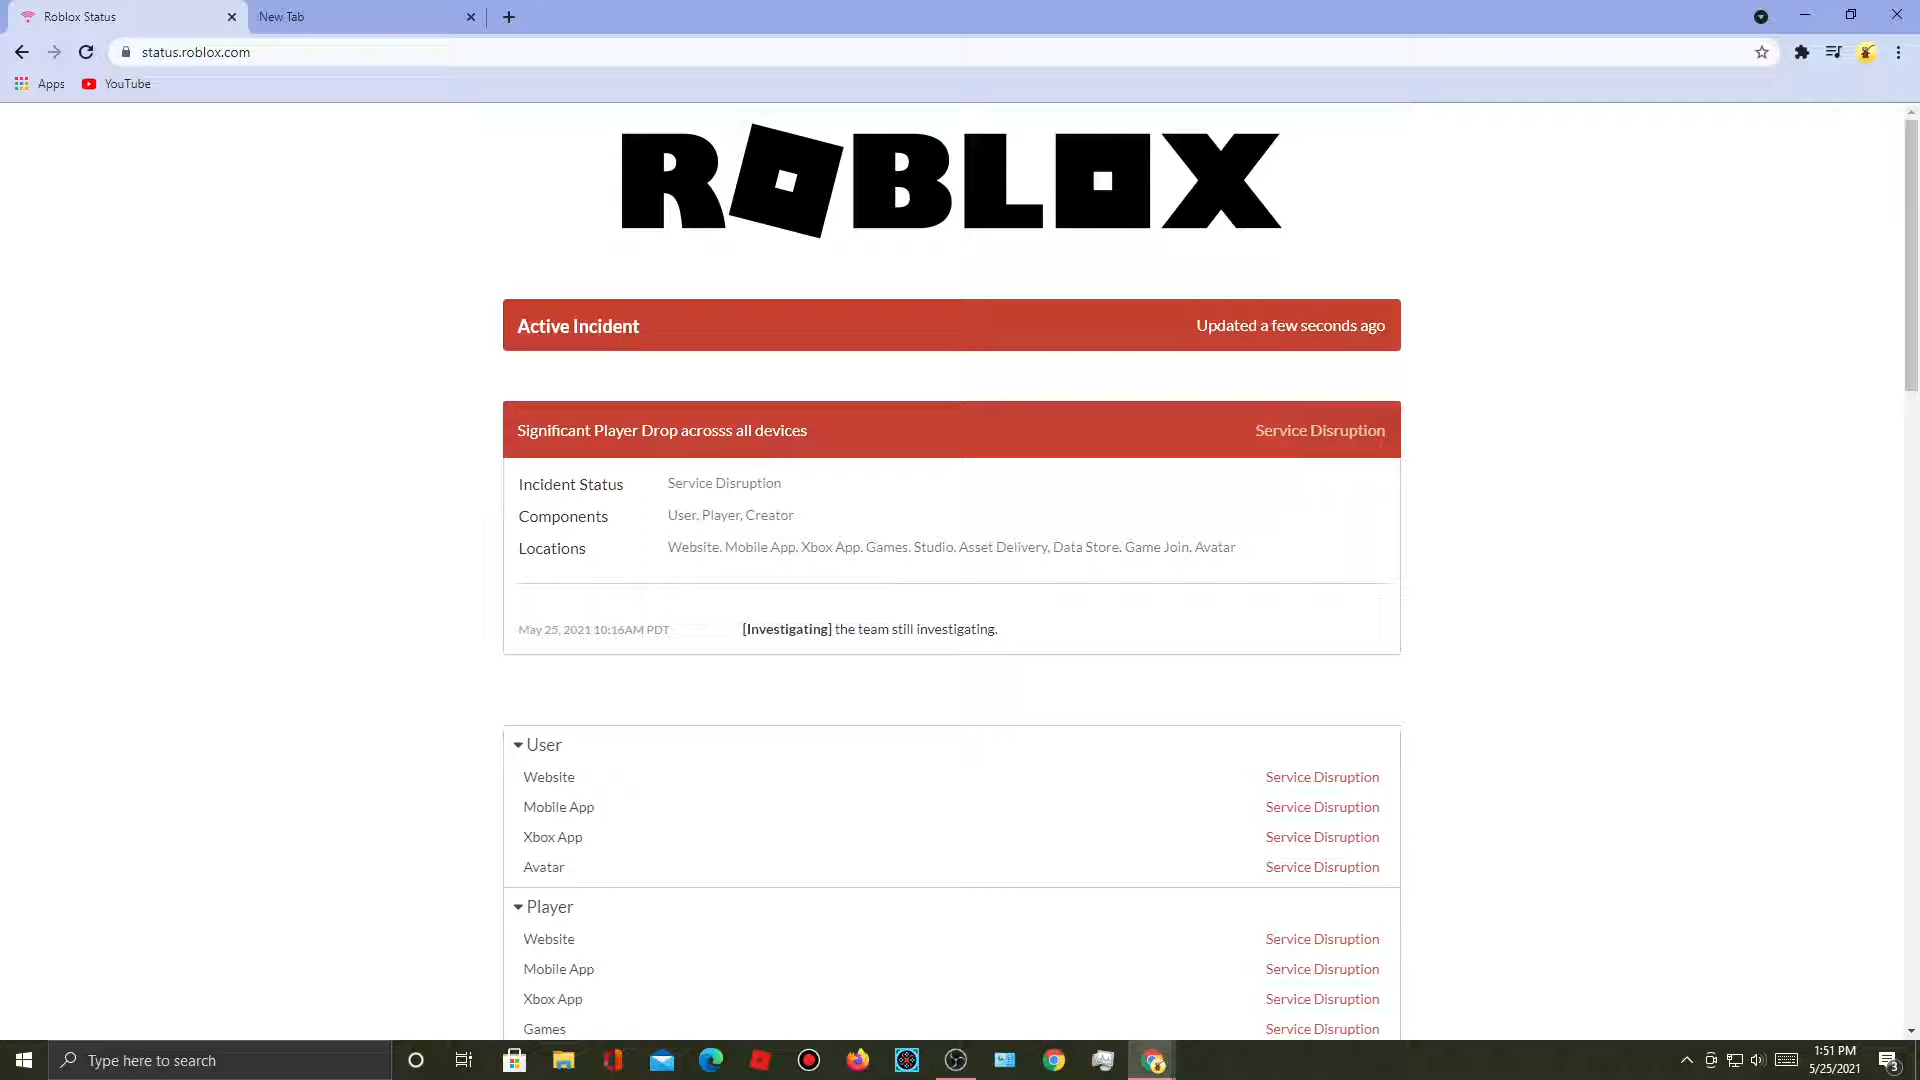 Roblox Status
New Tab
status.roblox.com
Apps
YouTube
ROBLOX
Active Incident
Updated a few seconds ago
Significant Player Drop acrosss all devices
Service Disruption
Incident Status
Service Disruption
Components
User, Player, Creator
Locations
Website, Mobile App, Xbox App, Games, Studio, Asset Delivery, Data Store, Game Join, Avatar
May 25, 2021 10:16AM PDT
[Investigating] the team still investigating.
User
Website
Service Disruption
Mobile App
Service Disruption
Xbox App
Service Disruption
Avatar
Service Disruption
Player
Website
Service Disruption
Mobile App
Service Disruption
Xbox App
Service Disruption
Games
Service Disruption
Type here to search
1:51 PM
5/25/2021
3